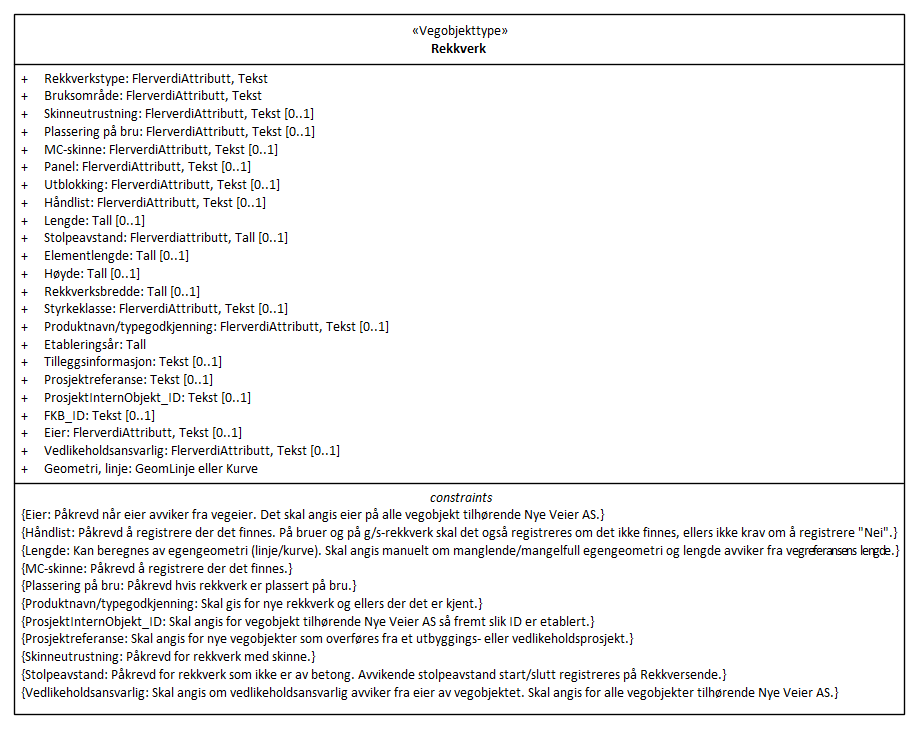 «Vegobjekttype»
Rekkverk
+ Rekkverkstype: FlerverdiAttributt, Tekst
+ Bruksområde: FlerverdiAttributt, Tekst
+ Skinneutrustning: FlerverdiAttributt, Tekst [0..1]
+ Plassering på bru: FlerverdiAttributt, Tekst [0..1]
+ MC-skinne: FlerverdiAttributt, Tekst [0..1]
+ Panel: FlerverdiAttributt, Tekst [0..1]
+ Utblokking: FlerverdiAttributt, Tekst [0..1]
+ Håndlist: FlerverdiAttributt, Tekst [0..1]
+ Lengde: Tall [0..1]
+ Stolpeavstand: Flerverdiattributt, Tall [0..1]
+ Elementlengde: Tall [0..1]
+ Høyde: Tall [0..1]
+ Rekkverksbredde: Tall [0..1]
+ Styrkeklasse: FlerverdiAttributt, Tekst [0..1]
+ Produktnavn/typegodkjenning: FlerverdiAttributt, Tekst [0..1]
+ Etableringsår: Tall
+ Tilleggsinformasjon: Tekst [0..1]
+ Prosjektreferanse: Tekst [0..1]
+ ProsjektInternObjekt_ID: Tekst [0..1]
+ FKB_ID: Tekst [0..1]
+ Eier: FlerverdiAttributt, Tekst [0..1]
+ Vedlikeholdsansvarlig: FlerverdiAttributt, Tekst [0..1]
+ Geometri, linje: GeomLinje eller Kurve
constraints
{Eier: Påkrevd når eier avviker fra vegeier. Det skal angis eier på alle vegobjekt tilhørende Nye Veier AS.}
{Håndlist: Påkrevd å registrere der det finnes. På bruer og på g/s-rekkverk skal det også registreres om det ikke finnes, ellers ikke krav om å registrere "Nei".}
{Lengde: Kan beregnes av egengeometri (linje/kurve). Skal angis manuelt om manglende/mangelfull egengeometri og lengde avviker fra vegreferansens lengde.}
{MC-skinne: Påkrevd å registrere der det finnes.}
{Plassering på bru: Påkrevd hvis rekkverk er plassert på bru.}
{Produktnavn/typegodkjenning: Skal gis for nye rekkverk og ellers der det er kjent.}
{ProsjektInternObjekt_ID: Skal angis for vegobjekt tilhørende Nye Veier AS så fremt slik ID er etablert.}
{Prosjektreferanse: Skal angis for nye vegobjekter som overføres fra et utbyggings- eller vedlikeholdsprosjekt.}
{Skinneutrustning: Påkrevd for rekkverk med skinne.}
{Stolpeavstand: Påkrevd for rekkverk som ikke er av betong. Avvikende stolpeavstand start/slutt registreres på Rekkversende.}
{Vedlikeholdsansvarlig: Skal angis om vedlikeholdsansvarlig avviker fra eier av vegobjektet. Skal angis for alle vegobjekter tilhørende Nye Veier AS.}